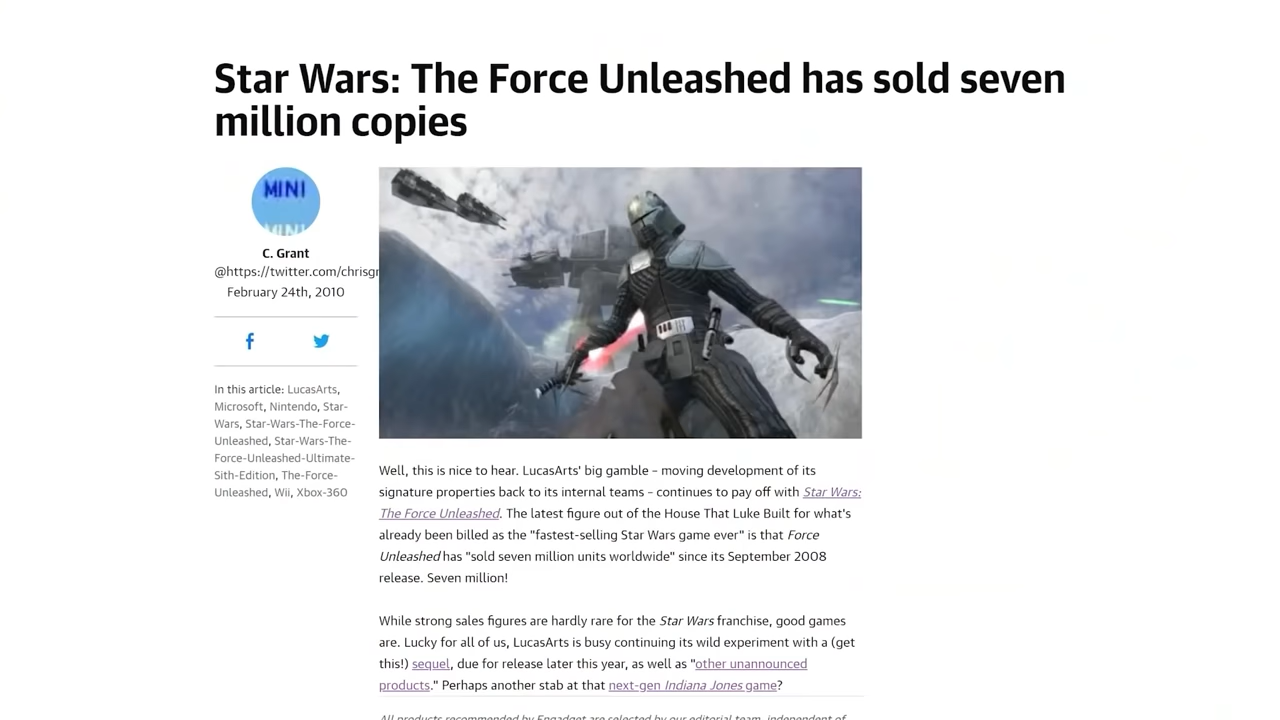 Star Wars: The Force Unleashed has sold seven
million copies
MINI
C. Grant
@https://twitter.com/chrisgr
February 24th, 2010
In this article: LucasArts,
Microsoft, Nintendo, Star-
Wars, Star-Wars-The-Force-
Unleashed, Star-Wars-The-
Force-Unleashed-Ultimate-
Sith-Edition, The-Force-
Unleashed, Wii, Xbox-360
Well, this is nice to hear. LucasArts' big gamble – moving development of its
signature properties back to its internal teams – continues to pay off with Star Wars:
The Force Unleashed. The latest figure out of the House That Luke Built for what's
already been billed as the "fastest-selling Star Wars game ever" is that Force
Unleashed has "sold seven million units worldwide" since its September 2008
release. Seven million!
While strong sales figures are hardly rare for the Star Wars franchise, good games
are. Lucky for all of us, LucasArts is busy continuing its wild experiment with a (get
this!) sequel, due for release later this year, as well as "other unannounced
products." Perhaps another stab at that next-gen Indiana Jones game?
All products recommended by Engadget are selected by our editorial team, independent of